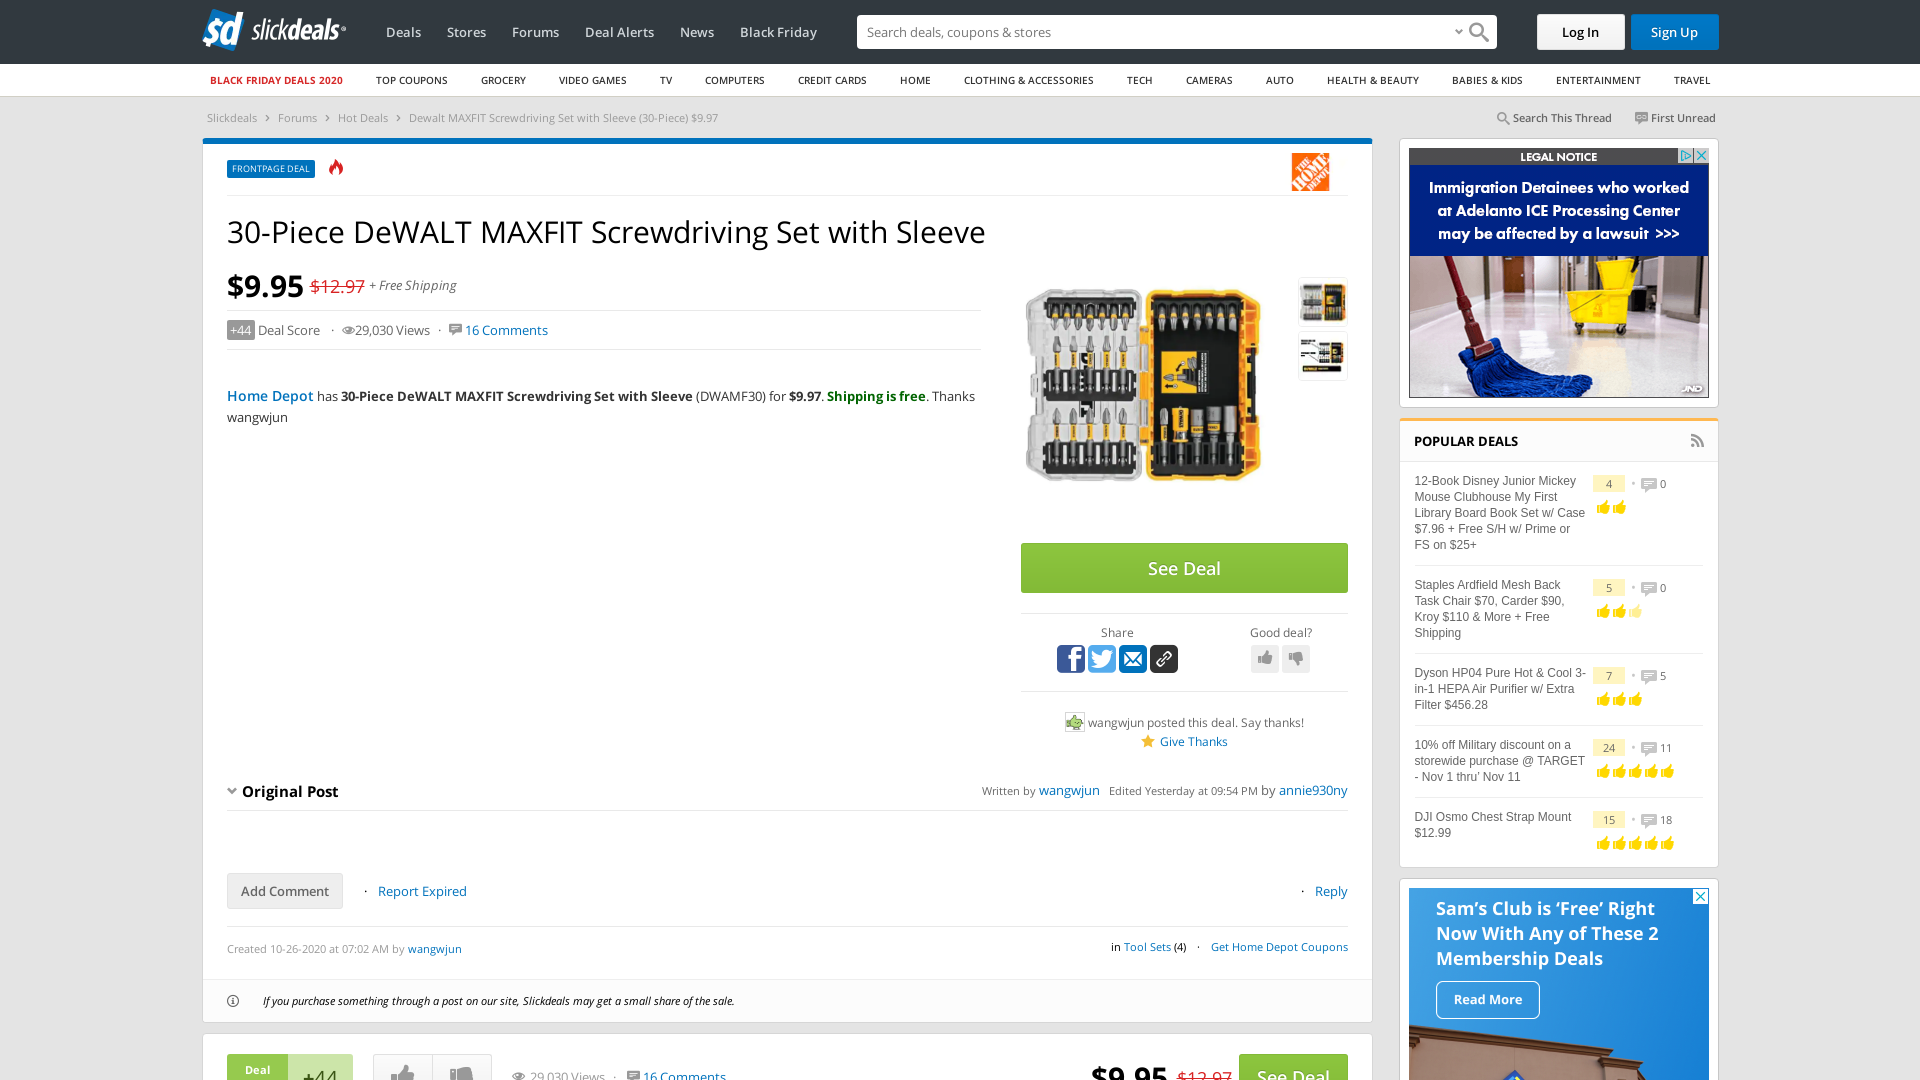 slickdeals
Deals
Stores
Forums
Deal Alerts
News
Black Friday
Search deals, coupons & stores
Log In
Sign Up
BLACK FRIDAY DEALS 2020
TOP COUPONS
GROCERY
VIDEO GAMES
TV
COMPUTERS
CREDIT CARDS
HOME
CLOTHING & ACCESSORIES
TECH
CAMERAS
AUTO
HEALTH & BEAUTY
BABIES & KIDS
ENTERTAINMENT
TRAVEL
Slickdeals > Forums > Hot Deals > Dewalt MAXFIT Screwdriving Set with Sleeve (30-Piece) $9.97
Search This Thread
First Unread
FRONTPAGE DEAL
THE HOME DEPOT
30-Piece DeWALT MAXFIT Screwdriving Set with Sleeve
$9.95 $12.97 + Free Shipping
+44 Deal Score · 29,030 Views · 16 Comments
Home Depot has 30-Piece DeWALT MAXFIT Screwdriving Set with Sleeve (DWAMF30) for $9.97. Shipping is free. Thanks
wangwjun
See Deal
Share
Good deal?
wangwjun posted this deal. Say thanks!
Give Thanks
Original Post
Written by wangwjun Edited Yesterday at 09:54 PM by annie930ny
Add Comment · Report Expired
· Reply
Created 10-26-2020 at 07:02 AM by wangwjun
in Tool Sets (4) · Get Home Depot Coupons
If you purchase something through a post on our site, Slickdeals may get a small share of the sale.
Deal
+44
29,030 Views · 16 Comments
$9.95 $12.97
See Deal
LEGAL NOTICE
Immigration Detainees who worked
at Adelanto ICE Processing Center
may be affected by a lawsuit >>>
JND
POPULAR DEALS
12-Book Disney Junior Mickey
Mouse Clubhouse My First
Library Board Book Set w/ Case
$7.96 + Free S/H w/ Prime or
FS on $25+
4 • 0
Staples Ardfield Mesh Back
Task Chair $70, Carder $90,
Kroy $110 & More + Free
Shipping
5 • 0
Dyson HP04 Pure Hot & Cool 3-
in-1 HEPA Air Purifier w/ Extra
Filter $456.28
7 • 5
10% off Military discount on a
storewide purchase @ TARGET
- Nov 1 thru’ Nov 11
24 • 11
DJI Osmo Chest Strap Mount
$12.99
15 • 18
Sam’s Club is ‘Free’ Right
Now With Any of These 2
Membership Deals
Read More